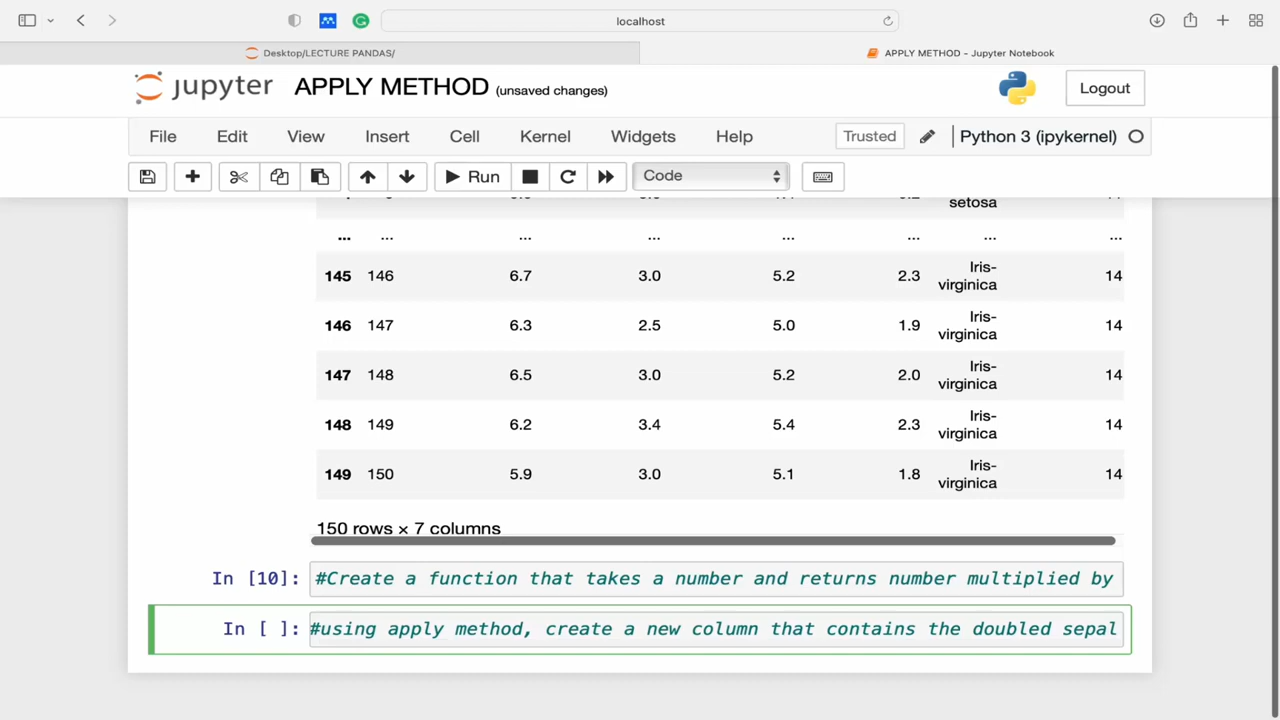 localhost
Desktop/LECTURE PANDAS/
APPLY METHOD - Jupyter Notebook
jupyter APPLY METHOD (unsaved changes)
Logout
File Edit View Insert Cell Kernel Widgets Help Trusted Python 3 (ipykernel)
Run Code
setosa
... ... ... ... ... ... ... ...
145 146 6.7 3.0 5.2 2.3 Iris-virginica 14
146 147 6.3 2.5 5.0 1.9 Iris-virginica 14
147 148 6.5 3.0 5.2 2.0 Iris-virginica 14
148 149 6.2 3.4 5.4 2.3 Iris-virginica 14
149 150 5.9 3.0 5.1 1.8 Iris-virginica 14
150 rows × 7 columns
In [10]: #Create a function that takes a number and returns number multiplied by
In [ ]: #using apply method, create a new column that contains the doubled sepal